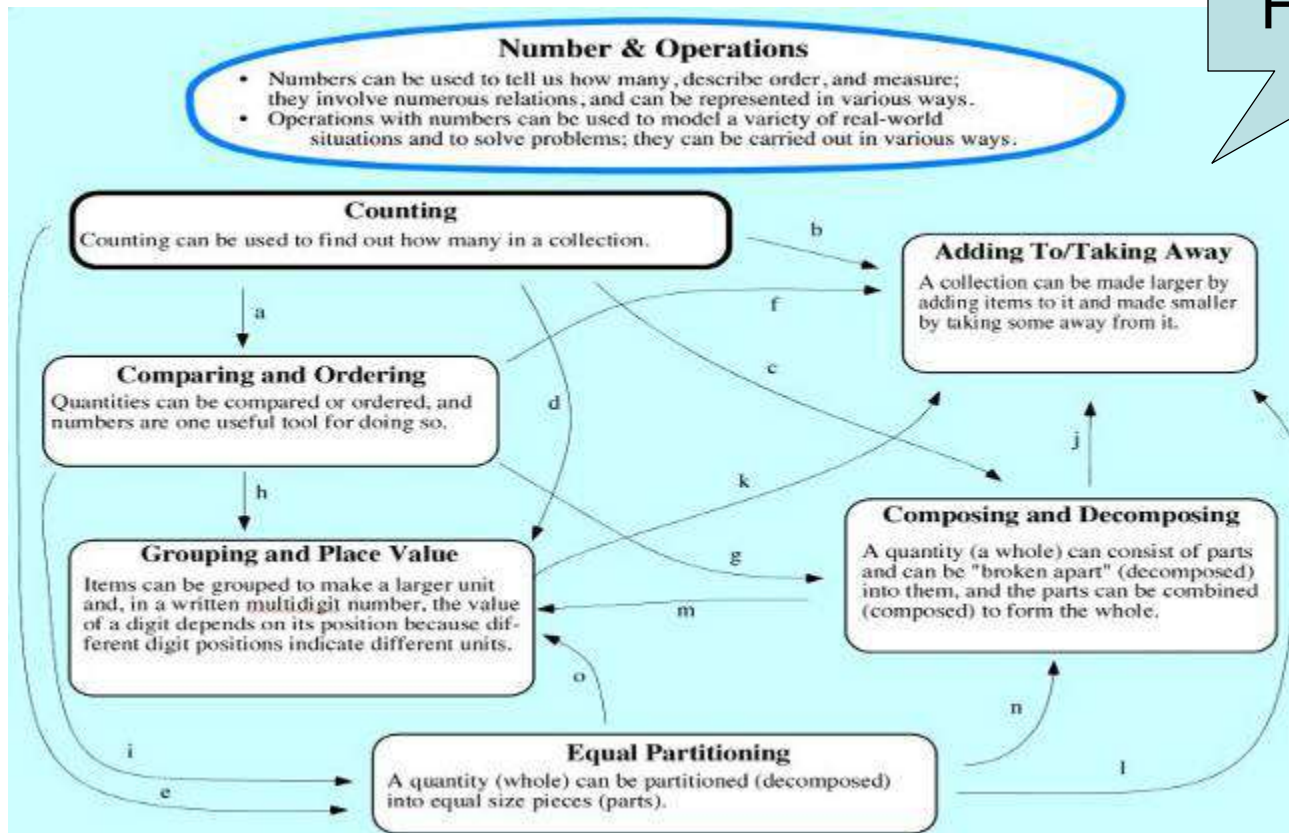 Number & Operations
• Numbers can be used to tell us how many, describe order, and measure;
they involve numerous relations, and can be represented in various ways.
• Operations with numbers can be used to model a variety of real-world
situations and to solve problems; they can be carried out in various ways.
Counting
Counting can be used to find out how many in a collection.
b
Adding To/Taking Away
A collection can be made larger by
adding items to it and made smaller
by taking some away from it.
a
f
Comparing and Ordering
Quantities can be compared or ordered, and
numbers are one useful tool for doing so.
c
d
j
h
k
Composing and Decomposing
A quantity (a whole) can consist of parts
and can be "broken apart" (decomposed)
into them, and the parts can be combined
(composed) to form the whole.
Grouping and Place Value
Items can be grouped to make a larger unit
and, in a written multidigit number, the value
of a digit depends on its position because dif-
ferent digit positions indicate different units.
g
m
o
n
i
e
l
Equal Partitioning
A quantity (whole) can be partitioned (decomposed)
into equal size pieces (parts).